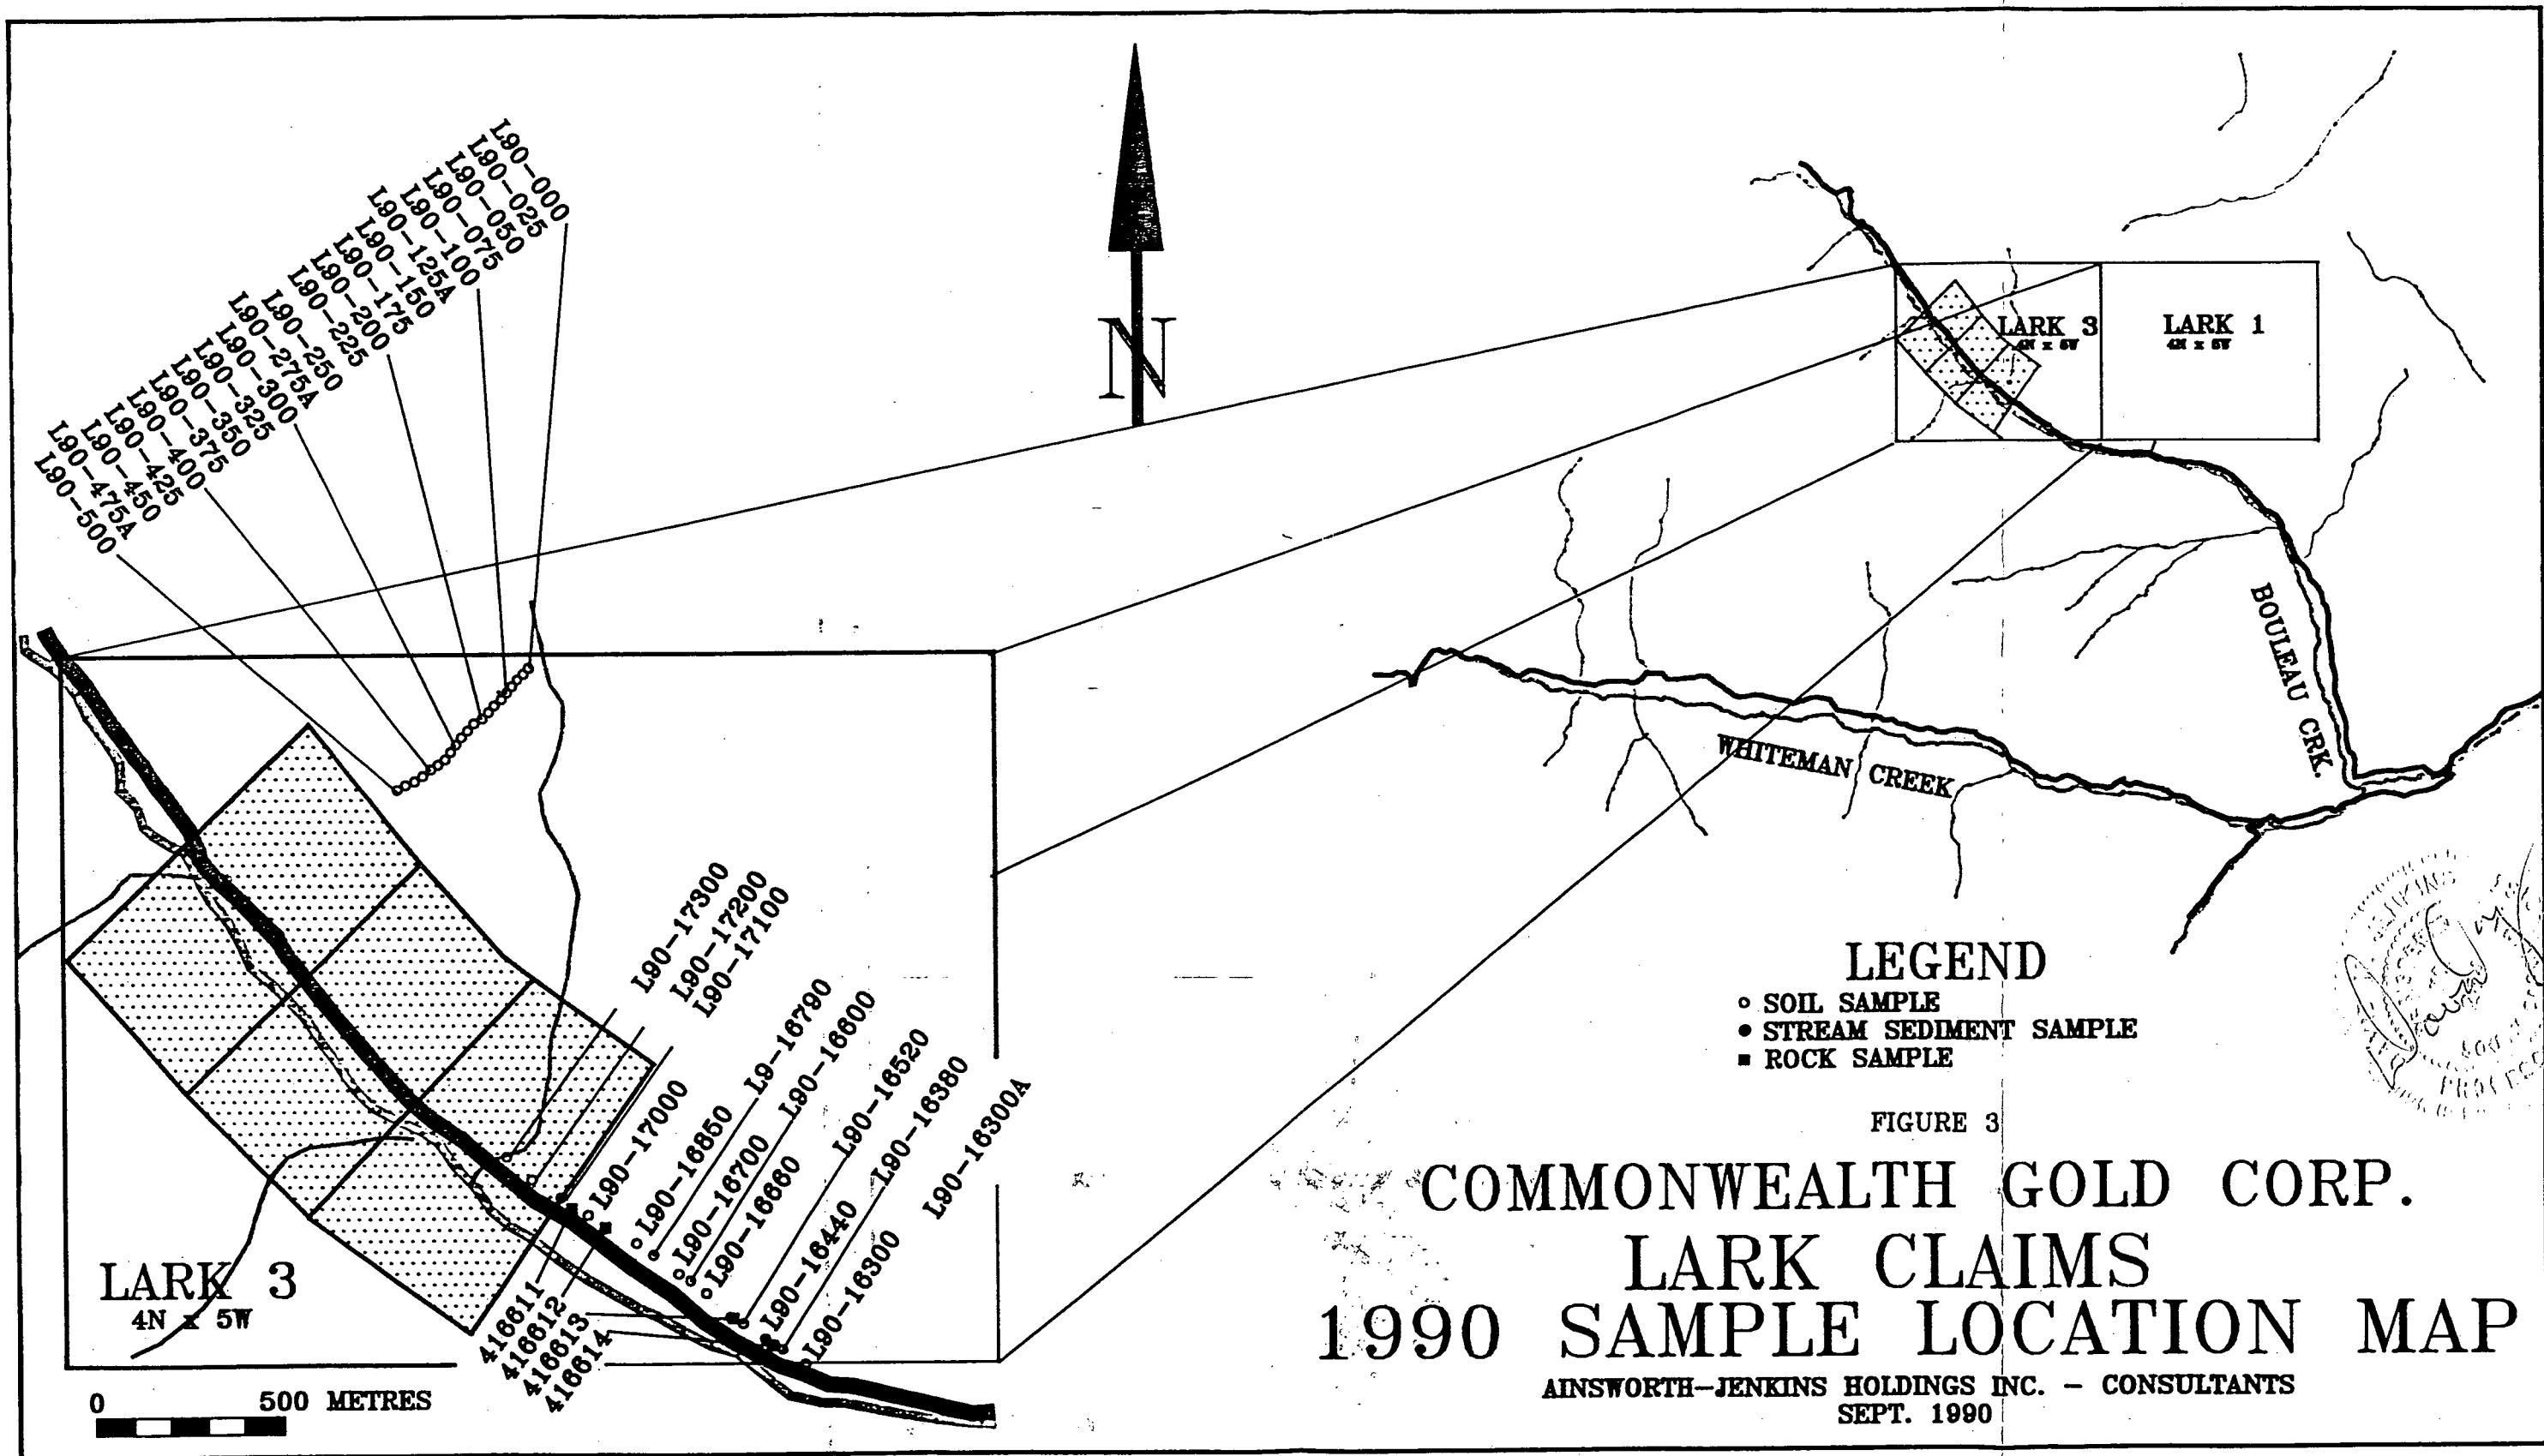 L90-000
L90-025
L90-050
L90-075
L90-100
L90-125A
L90-150
L90-175
L90-200
L90-225
L90-250
L90-275A
L90-300
L90-325
L90-350
L90-375
L90-400
L90-425
L90-450
L90-475A
L90-500
N
LARK 3
4N x 5W
LARK 1
4N x 5W
BOULEAU CRK.
WHITEMAN CREEK
L90-17300
L90-17200
L90-17100
L90-17000
L90-16850
L9-16790
L90-16700
L90-16600
L90-16660
L90-16520
L90-16440
L90-16380
L90-16300
L90-16300A
416611
416612
416613
416614
LARK 3
4N x 5W
0 500 METRES
LEGEND
SOIL SAMPLE
STREAM SEDIMENT SAMPLE
ROCK SAMPLE
FIGURE 3
COMMONWEALTH GOLD CORP.
LARK CLAIMS
1990 SAMPLE LOCATION MAP
AINSWORTH-JENKINS HOLDINGS INC. - CONSULTANTS
SEPT. 1990